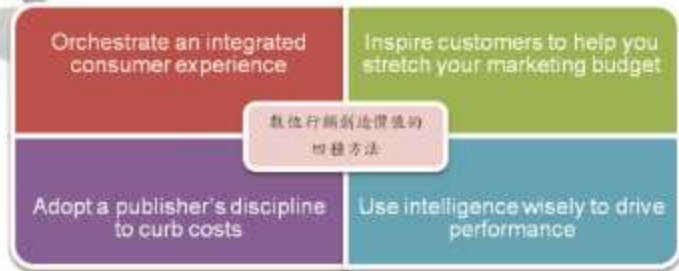 Orchestrate an integrated
consumer experience
Inspire customers to help you
stretch your marketing budget
數位行銷創造價值的
四種方法
Adopt a publisher's discipline
to curb costs
Use intelligence wisely to drive
performance